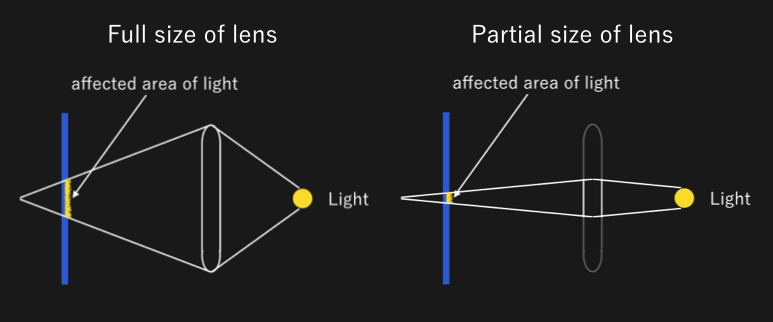 Full size of lens
affected area of light
Light
Partial size of lens
affected area of light
Light